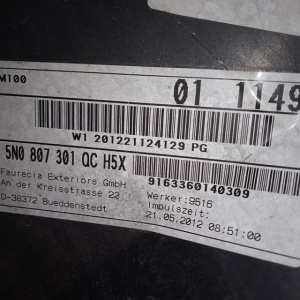 M100
01 1149
W1 201221124129 PG
5N0 807 301 QC H5X
Faurecia Exteriors GmbH
An der Kreisstrasse 22
D-38372 Bueddenstedt
9163360140309
Werker:9516
Impulszeit:
21.05.2012 08:51:00